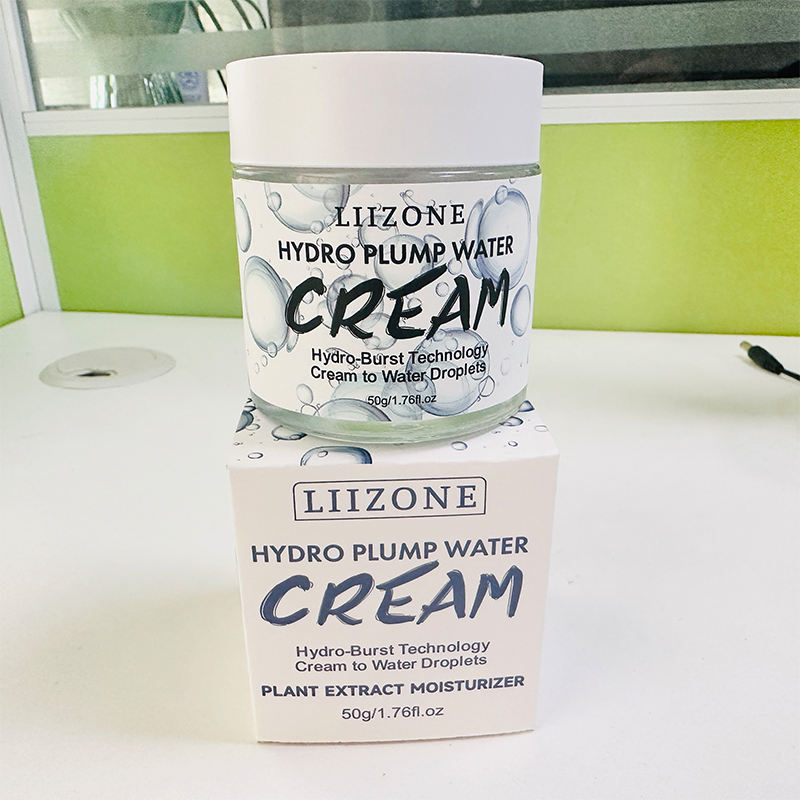 LIIZONE
HYDRO PLUMP WATER
CREAM
Hydro-Burst Technology
Cream to Water Droplets
50g/1.76fl.oz
LIIZONE
HYDRO PLUMP WATER
CREAM
Hydro-Burst Technology
Cream to Water Droplets
PLANT EXTRACT MOISTURIZER
50g/1.76fl.oz